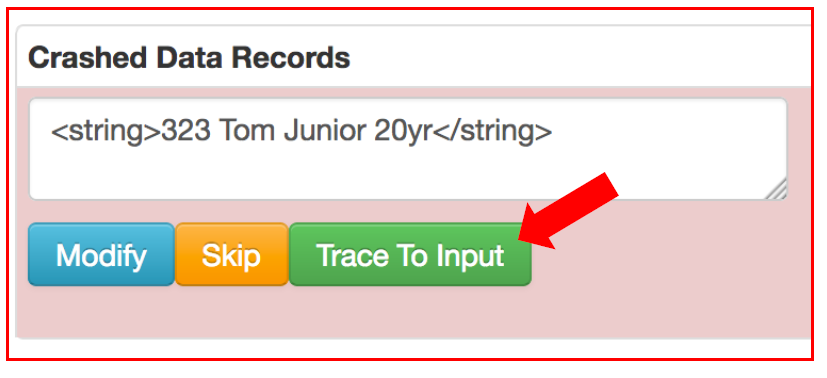 Crashed Data Records
<string>323 Tom Junior 20yr</string>
Modify Skip Trace To Input